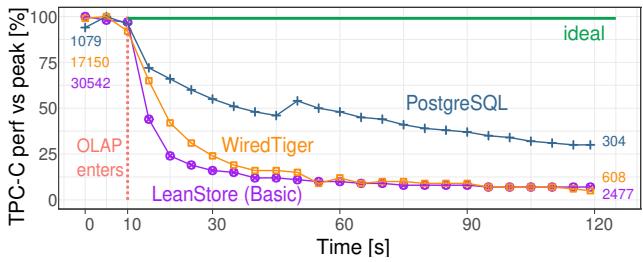 TPC-C perf vs peak [%]
100
75
50
25
0
1079
17150
30542
OLAP
enters
ideal
PostgreSQL
WiredTiger
LeanStore (Basic)
304
608
2477
0
10
30
60
90
120
Time [s]